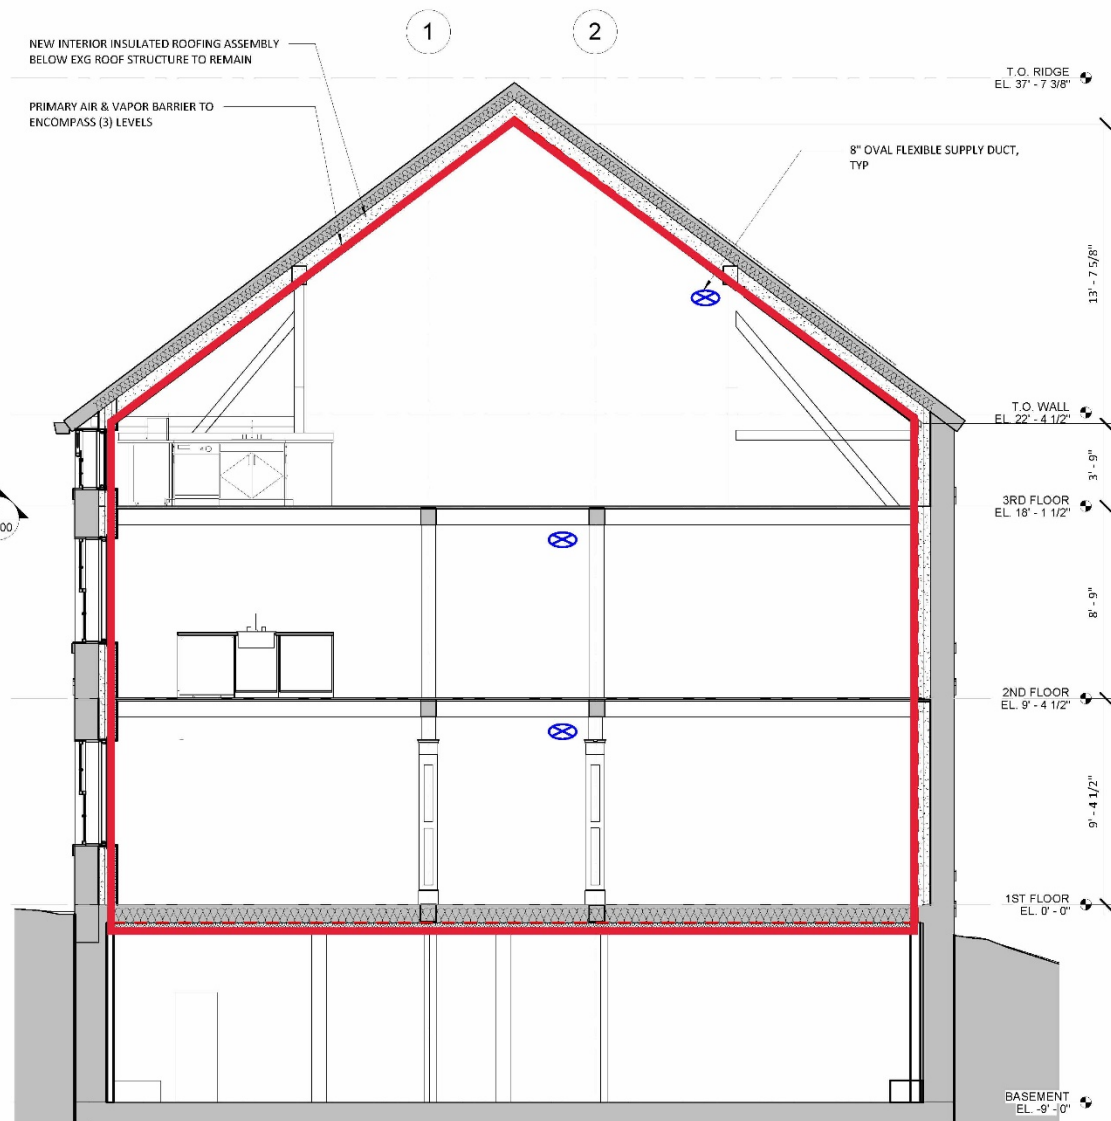 1
2
NEW INTERIOR INSULATED ROOFING ASSEMBLY
BELOW EXG ROOF STRUCTURE TO REMAIN
T.O. RIDGE
EL. 37' - 7 3/8"
PRIMARY AIR & VAPOR BARRIER TO
ENCOMPASS (3) LEVELS
8" OVAL FLEXIBLE SUPPLY DUCT,
TYP
13' - 7 5/8"
T.O. WALL
EL. 22' - 4 1/2"
3' - 9"
3RD FLOOR
EL. 18' - 1 1/2"
00
8' - 9"
2ND FLOOR
EL. 9' - 4 1/2"
9' - 4 1/2"
1ST FLOOR
EL. 0' - 0"
BASEMENT
EL. -9' - 0"